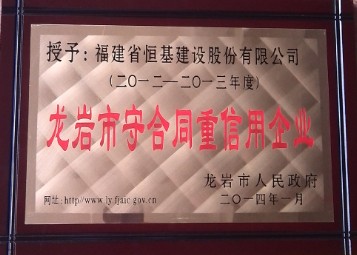 授予：福建省恒基建设股份有限公司
（二〇一二—二〇一三年度）
龙岩市守合同重信用企业
龙岩市人民政府
网址:http//www.ly.fjaic.gov.cn
二〇一四年一月